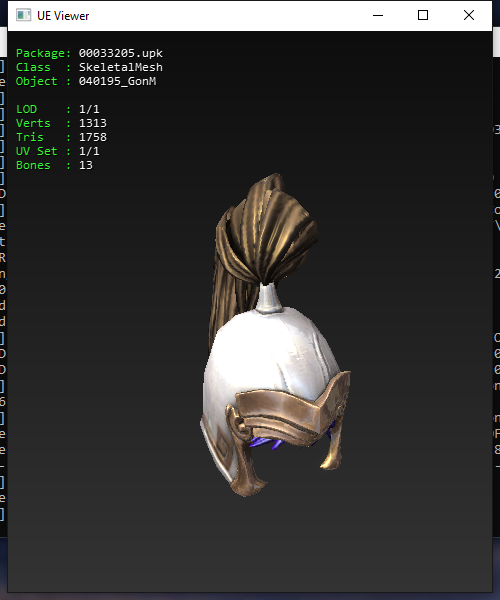 UE Viewer
Package: 00033205.upk
Class : SkeletalMesh
Object : 040195_GonM
LOD : 1/1
Verts : 1313
Tris : 1758
UV Set : 1/1
Bones : 13